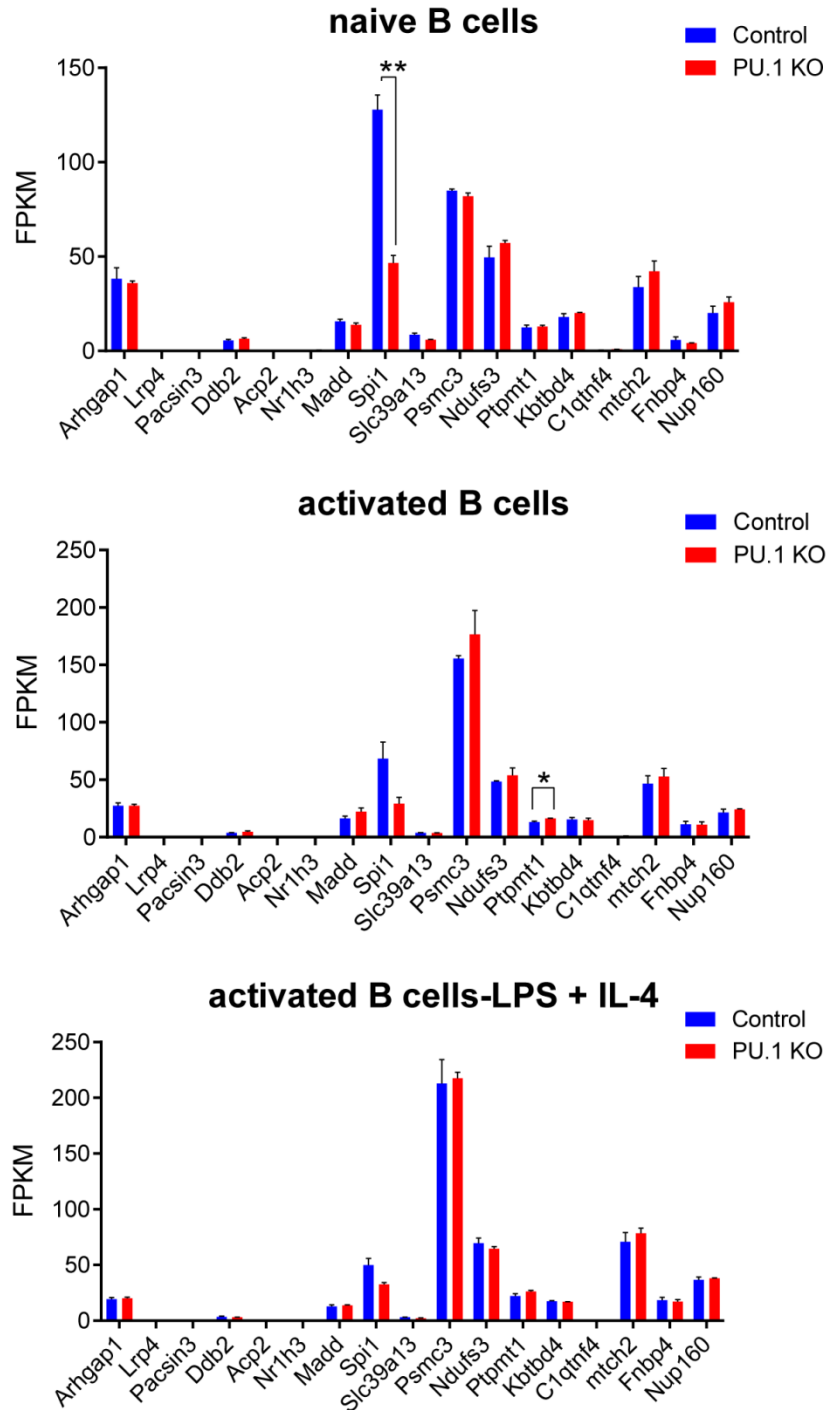 naive B cells
Control
PU.1 KO
**
150
100
50
0
FPKM
Arhgap1
Lrp4
Pacsin3
Ddb2
Acp2
Nr1h3
Madd
Spi1
Slc39a13
Psmc3
Ndufs3
Ptpmt1
Kbtbd4
C1qtnf4
mtch2
Fnbp4
Nup160
activated B cells
Control
PU.1 KO
250
200
150
100
50
0
FPKM
*
Arhgap1
Lrp4
Pacsin3
Ddb2
Acp2
Nr1h3
Madd
Spi1
Slc39a13
Psmc3
Ndufs3
Ptpmt1
Kbtbd4
C1qtnf4
mtch2
Fnbp4
Nup160
activated B cells-LPS + IL-4
Control
PU.1 KO
250
200
150
100
50
0
FPKM
Arhgap1
Lrp4
Pacsin3
Ddb2
Acp2
Nr1h3
Madd
Spi1
Slc39a13
Psmc3
Ndufs3
Ptpmt1
Kbtbd4
C1qtnf4
mtch2
Fnbp4
Nup160